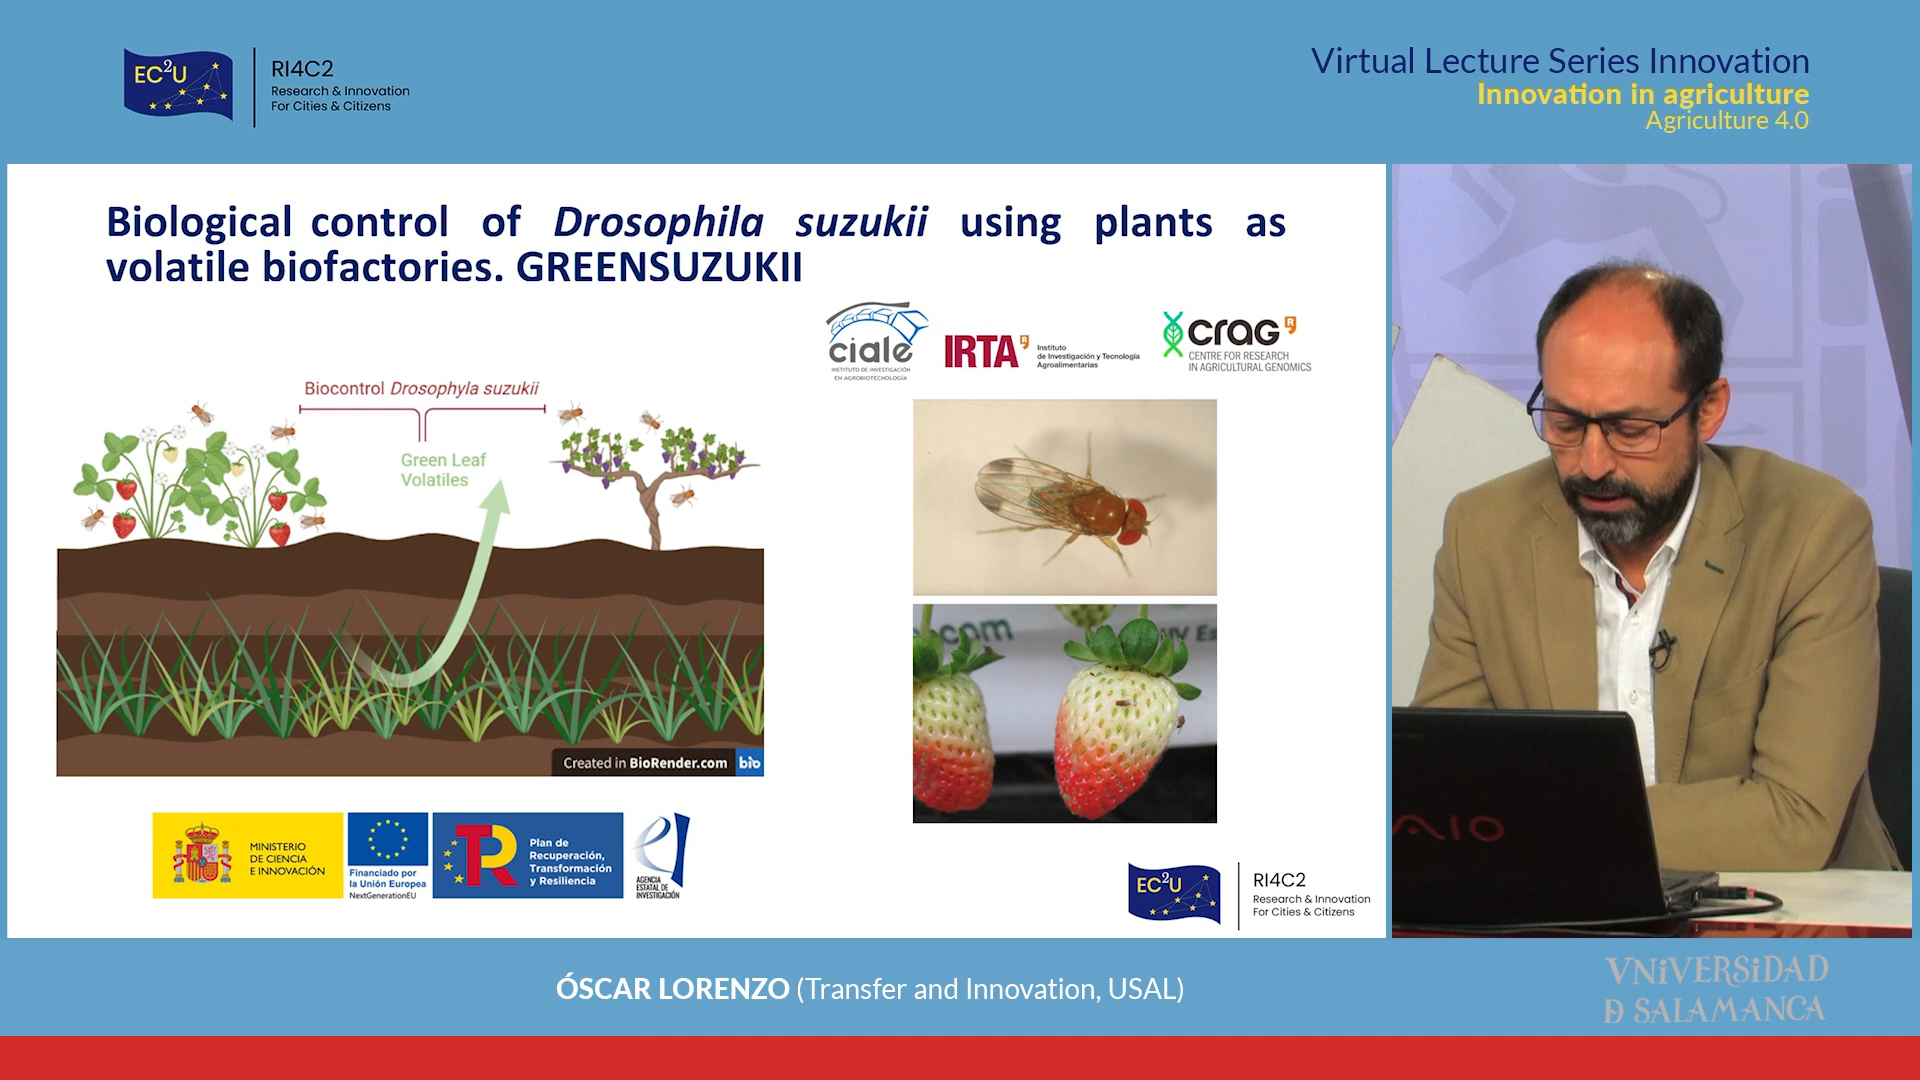 EC2U
RI4C2
Research & Innovation
For Cities & Citizens
Virtual Lecture Series Innovation
Innovation in agriculture
Agriculture 4.0
Biological control of Drosophila suzukii using plants as
volatile biofactories. GREENSUZUKII
ciale
INSTITUTO DE INVESTIGACIÓN
EN AGROBIOTECNOLOGÍA
IRTA R
Instituto
de Investigación y Tecnología
Agroalimentarias
CRAG R
CENTRE FOR RESEARCH
IN AGRICULTURAL GENOMICS
Biocontrol Drosophyla suzukii
Green Leaf
Volatiles
Created in BioRender.com bio
.com
MINISTERIO
DE CIENCIA
E INNOVACIÓN
Financiado por
la Unión Europea
NextGenerationEU
TR
Plan de
Recuperación,
Transformación
y Resiliencia
AGENCIA
ESTATAL DE
INVESTIGACIÓN
EC2U
RI4C2
Research & Innovation
For Cities & Citizens
AIO
ÓSCAR LORENZO (Transfer and Innovation, USAL)
VNiVERSiDAD
D SALAMANCA